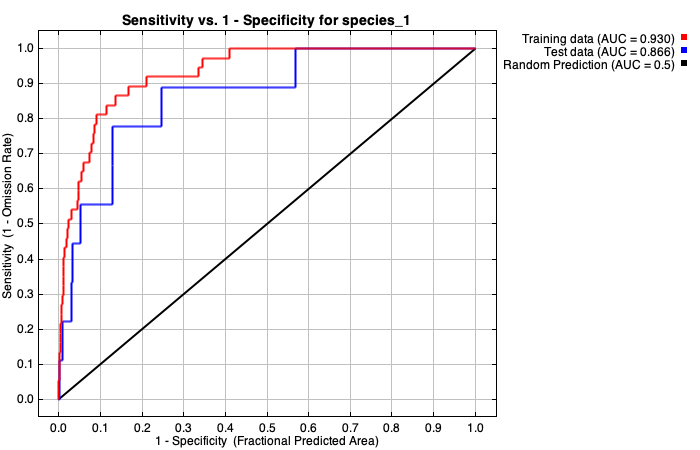 Sensitivity vs. 1 - Specificity for species_1
Training data (AUC = 0.930)
Test data (AUC = 0.866)
Random Prediction (AUC = 0.5)
Sensitivity (1 - Omission Rate)
1.0
0.9
0.8
0.7
0.6
0.5
0.4
0.3
0.2
0.1
0.0
0.0 0.1 0.2 0.3 0.4 0.5 0.6 0.7 0.8 0.9 1.0
1 - Specificity (Fractional Predicted Area)